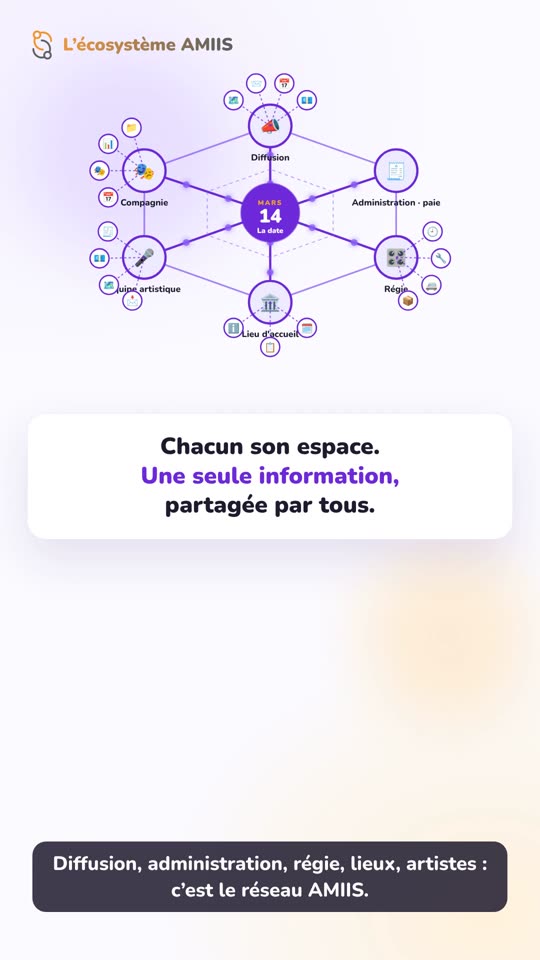 L'écosystème AMIIS
Diffusion
Compagnie
MARS
14
La date
Administration · paie
uipe artistique
Régie
Lieu d'accueil
Chacun son espace.
Une seule information,
partagée par tous.
Diffusion, administration, régie, lieux, artistes :
c'est le réseau AMIIS.